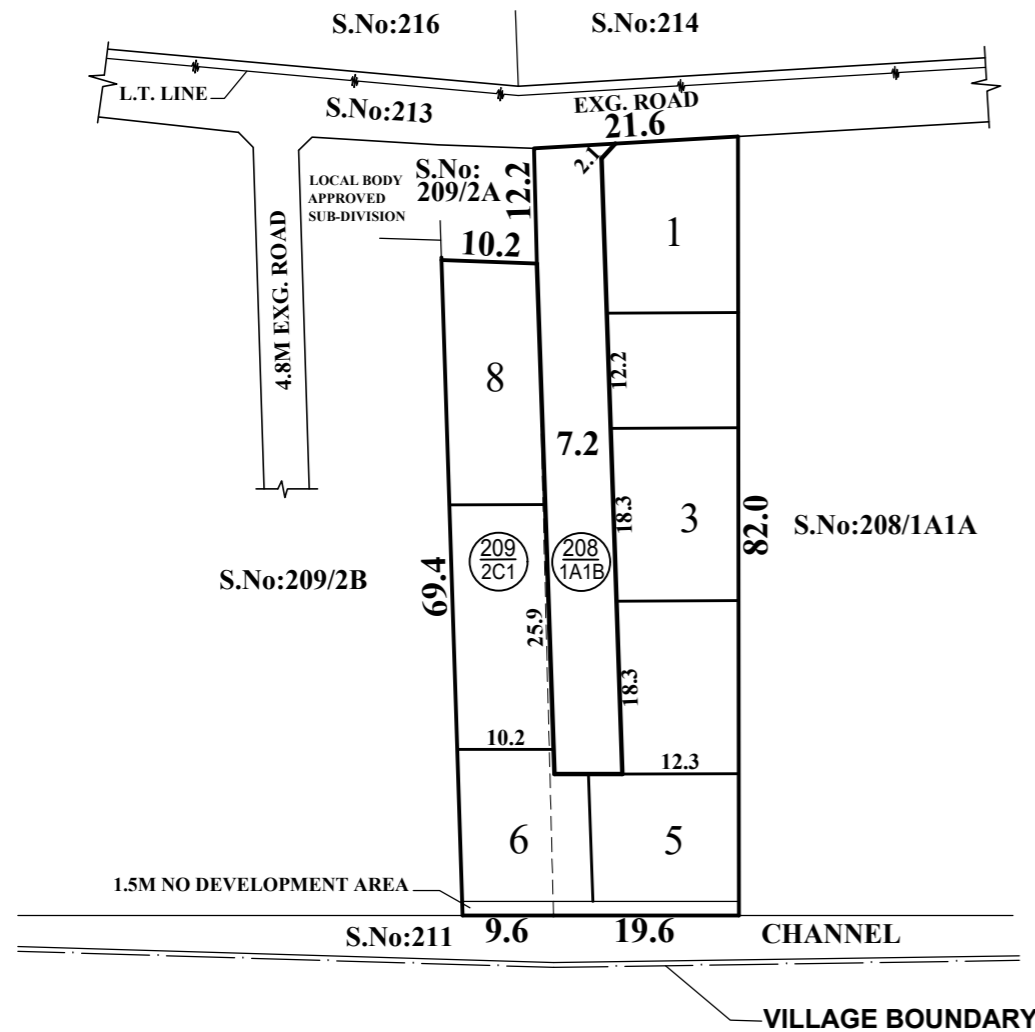 S.No:216
S.No:214
L.T. LINE
S.No:213
EXG. ROAD
21.6
2.1
LOCAL BODY
APPROVED
SUB-DIVISION
S.No:
209/2A
12.2
10.2
4.8M EXG. ROAD
1
8
12.2
7.2
18.3
3
82.0
S.No:208/1A1A
209
2C1
208
1A1B
S.No:209/2B
69.4
25.9
18.3
10.2
12.3
6
5
1.5M NO DEVELOPMENT AREA
S.No:211
9.6
19.6
CHANNEL
VILLAGE BOUNDARY